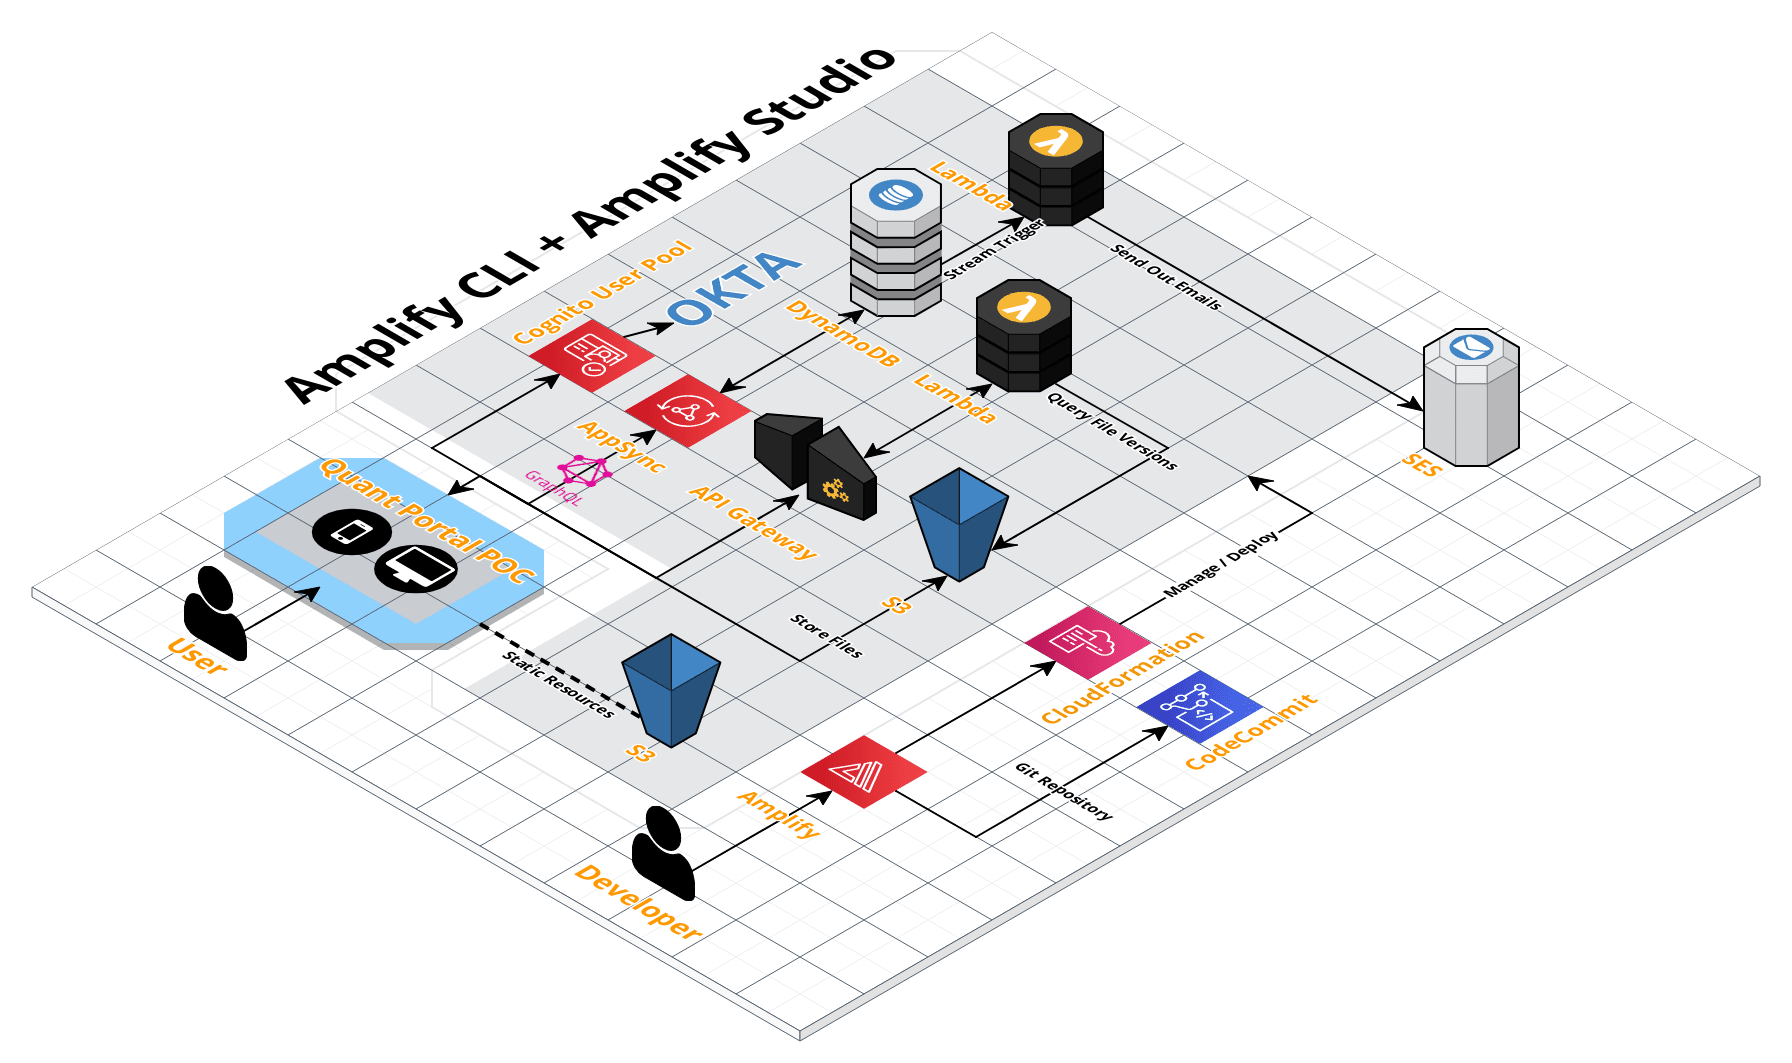 Amplify CLI + Amplify Studio
Lambda
Cognito User Pool
OKTA
Stream Trigger
Send Out Emails
DynamoDB
Lambda
Query File Versions
AppSync
GraphQL
SES
Quant Portal POC
API Gateway
Manage / Deploy
S3
Store Files
User
Static Resources
CloudFormation
S3
CodeCommit
Git Repository
Amplify
Developer